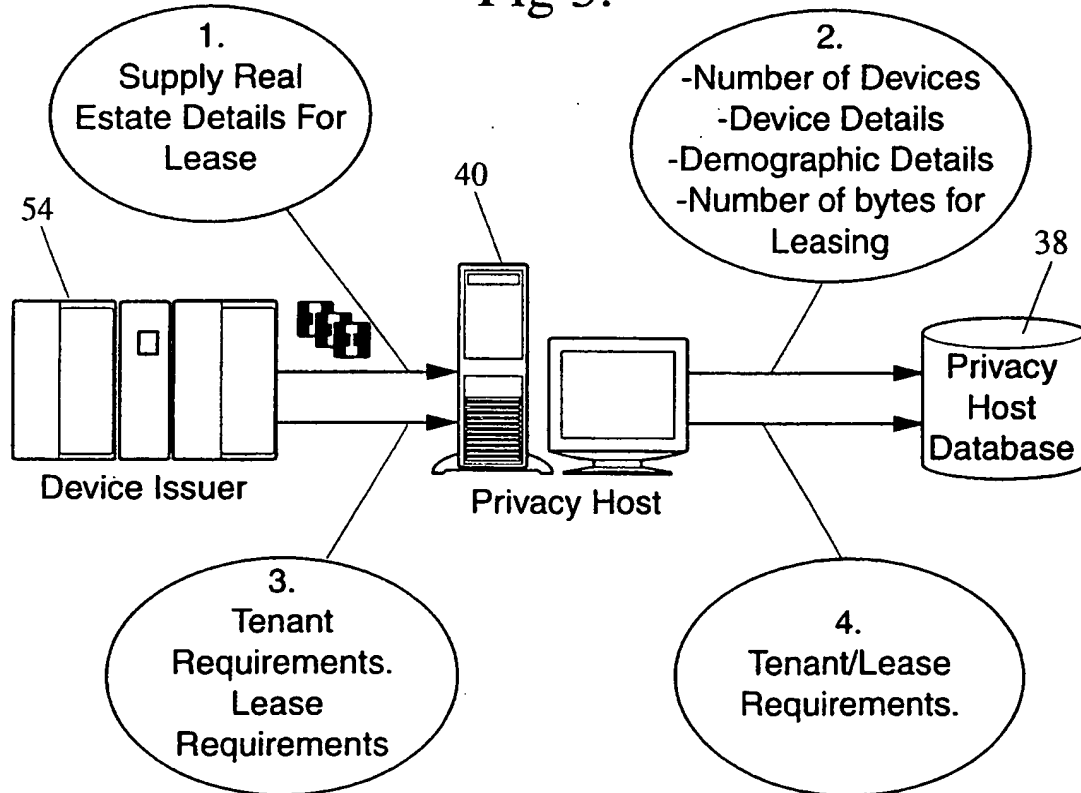 Fig 5.
1.
Supply Real
Estate Details For
Lease
2.
-Number of Devices
-Device Details
-Demographic Details
-Number of bytes for
Leasing
54
40
38
Device Issuer
Privacy Host
Privacy
Host
Database
3.
Tenant
Requirements.
Lease
Requirements
4.
Tenant/Lease
Requirements.